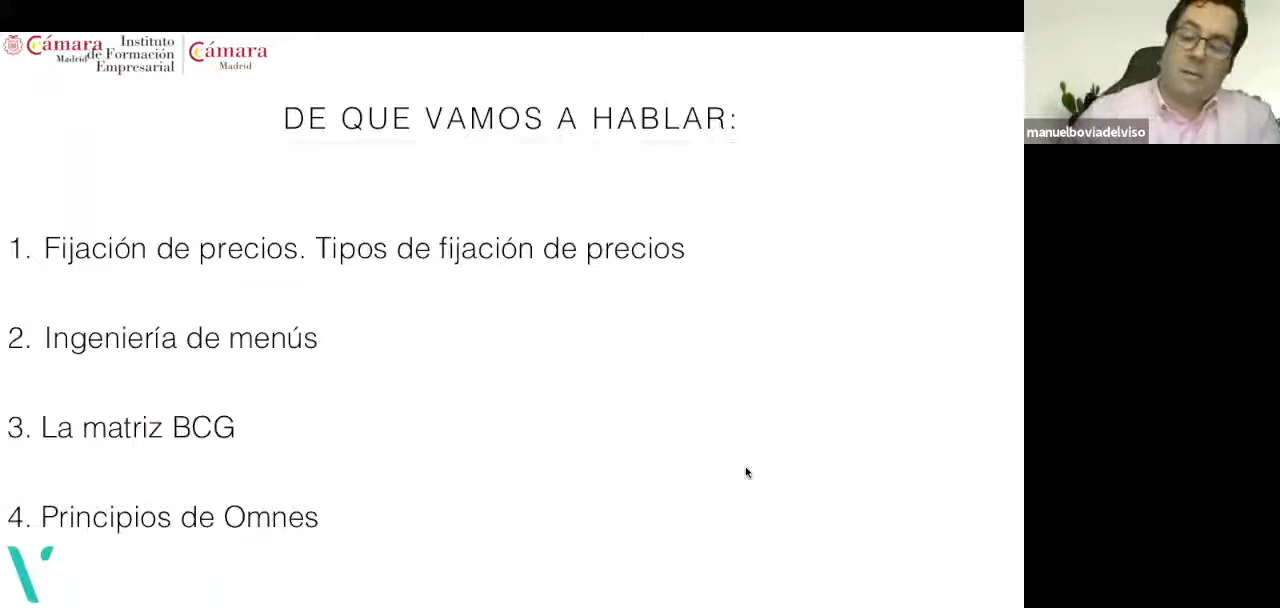 Cámara
Madrid
Instituto
de Formación
Empresarial
Cámara
Madrid
DE QUE VAMOS A HABLAR:
manueboviadelviso
1. Fijación de precios. Tipos de fijación de precios
2. Ingeniería de menús
3. La matriz BCG
4. Principios de Omnes